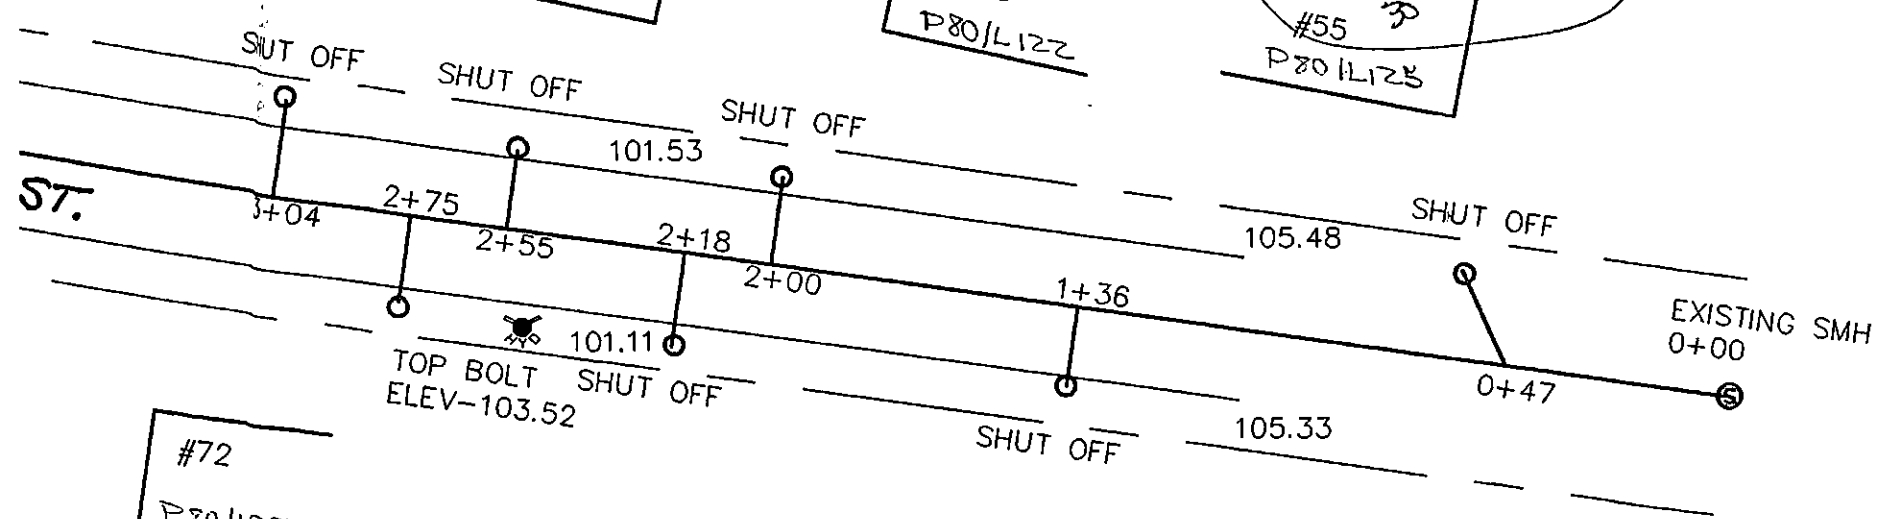 P80/L122
#55
30
P80/L125
SHUT OFF
SHUT OFF
SHUT OFF
SHUT OFF
101.53
105.48
ST.
3+04
2+75
2+55
2+18
2+00
1+36
0+47
EXISTING SMH
0+00
S
101.11
TOP BOLT
ELEV-103.52
SHUT OFF
SHUT OFF
105.33
#72